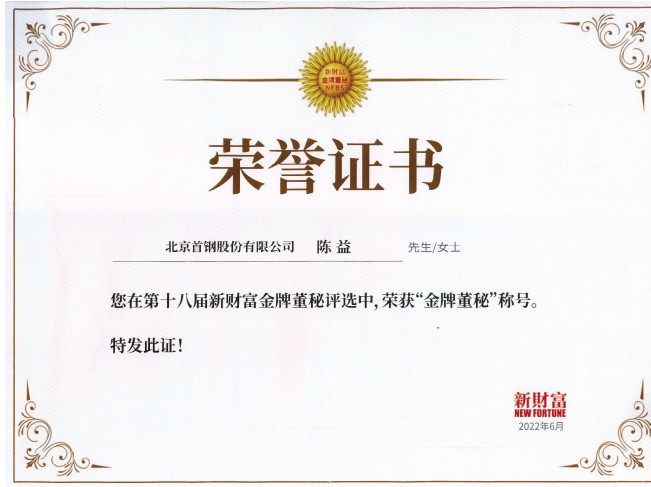 新财富
金牌董秘
NFBS
荣誉证书
北京首钢股份有限公司 陈益 先生/女士
您在第十八届新财富金牌董秘评选中,荣获“金牌董秘”称号。
特发此证!
新財富
NEW FORTUNE
2022年6月